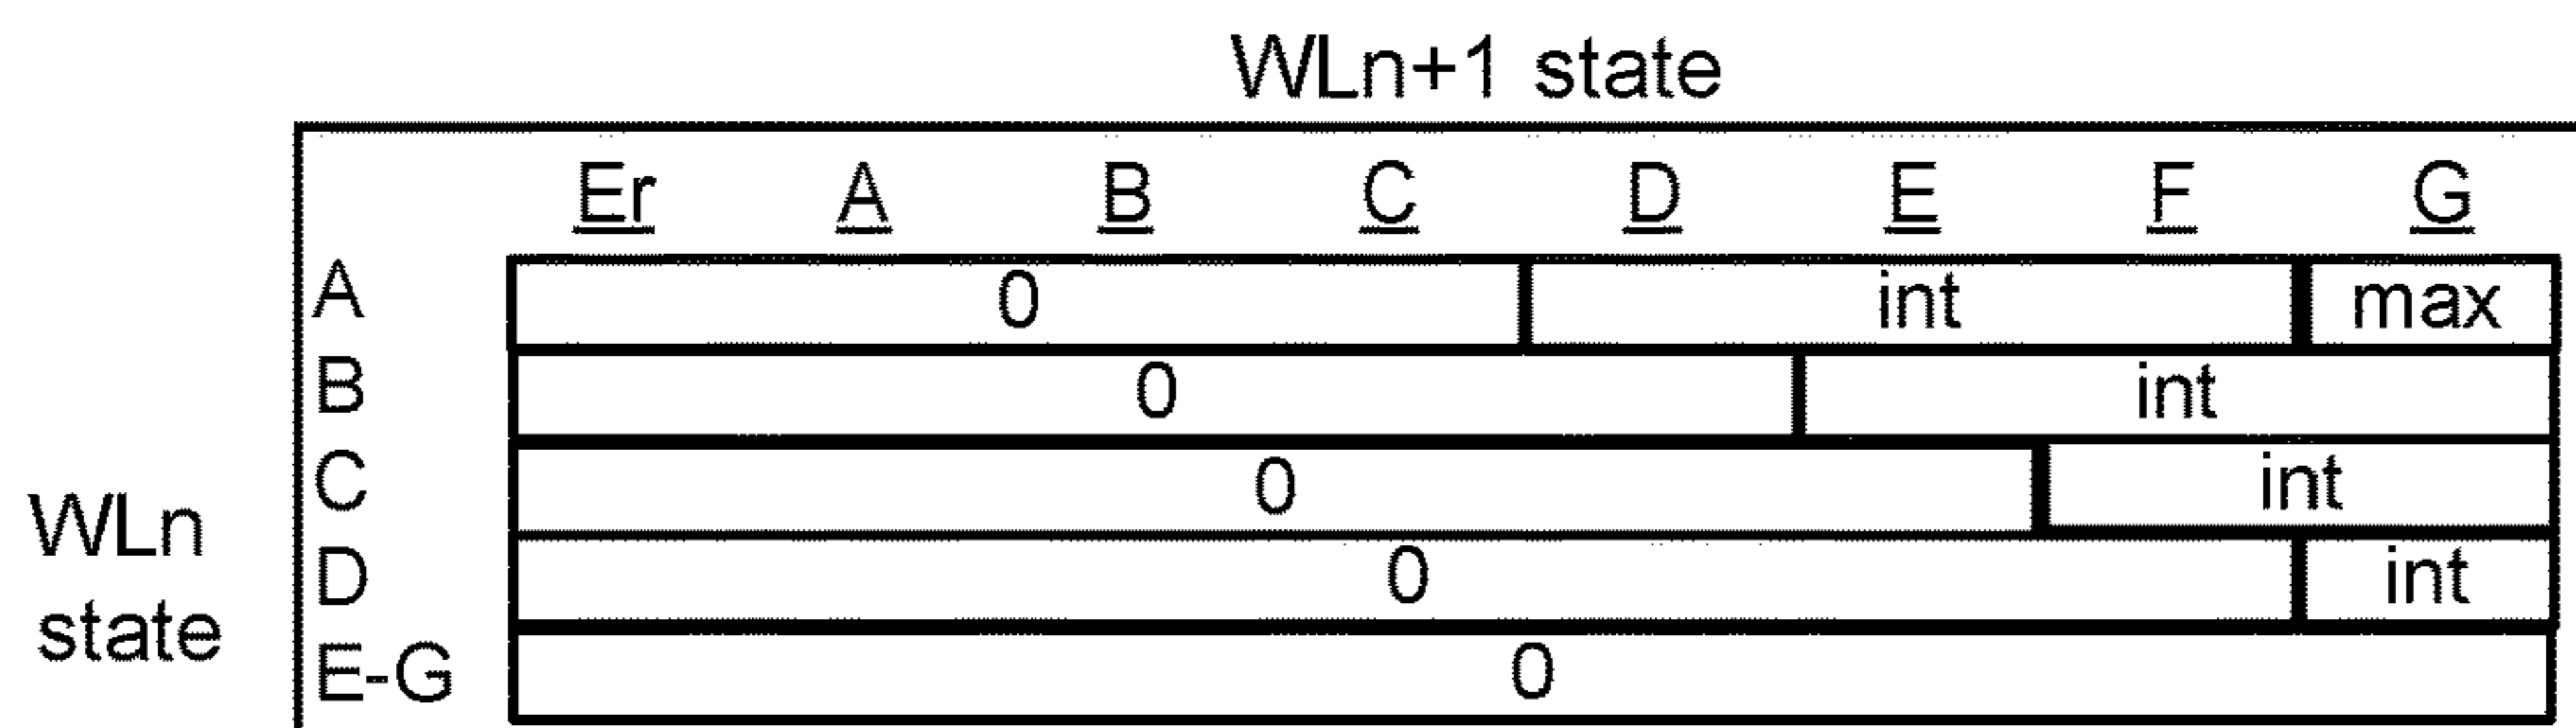 WLn+1 state
Er A B C D E F G
A 0 int max
B 0 int
C 0 int
D 0 int
E-G 0
WLn
state